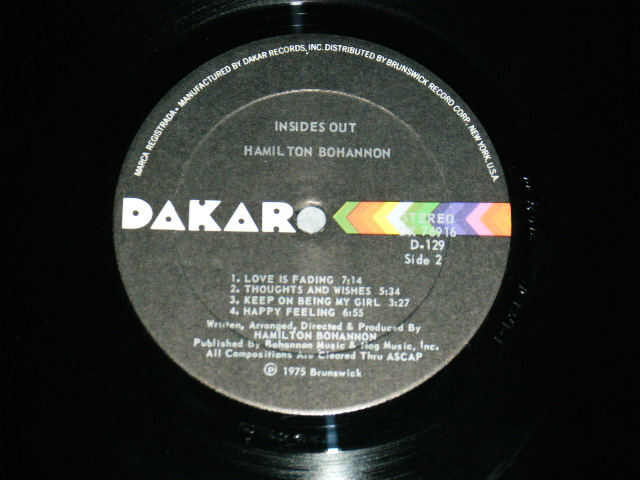 MARCA REGISTRADA • MANUFACTURED BY DAKAR RECORDS, INC. DISTRIBUTED BY BRUNSWICK RECORD CORP. NEW YORK, U.S.A.
INSIDES OUT
HAMILTON BOHANNON
DAKAR
STEREO
DK 76916
D-129
Side 2
1. LOVE IS FADING 7:14
2. THOUGHTS AND WISHES 5:34
3. KEEP ON BEING MY GIRL 3:27
4. HAPPY FEELING 6:55
Written, Arranged, Directed & Produced By
HAMILTON BOHANNON
Published By Bohannon Music & Hog Music, Inc.
All Compositions Are Cleared Thru ASCAP
℗ 1975 Brunswick